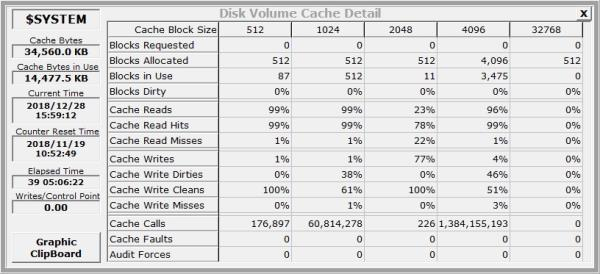 Disk Volume Cache Detail
X
$SYSTEM
Cache Bytes
34,560.0 KB
Cache Bytes in Use
14,477.5 KB
Current Time
2018/12/28
15:59:12
Counter Reset Time
2018/11/19
10:52:49
Elapsed Time
39 05:06:22
Writes/Control Point
0.00
Graphic
ClipBoard
Cache Block Size 512 1024 2048 4096 32768
Blocks Requested 0 0 0 0 0
Blocks Allocated 512 512 512 4,096 512
Blocks in Use 87 512 11 3,475 0
Blocks Dirty 0% 0% 0% 0% 0%
Cache Reads 99% 99% 23% 96% 0%
Cache Read Hits 99% 99% 78% 99% 0%
Cache Read Misses 1% 1% 22% 1% 0%
Cache Writes 1% 1% 77% 4% 0%
Cache Write Dirties 0% 38% 0% 46% 0%
Cache Write Cleans 100% 61% 100% 51% 0%
Cache Write Misses 0% 1% 0% 3% 0%
Cache Calls 176,897 60,814,278 226 1,384,155,193 0
Cache Faults 0 0 0 0 0
Audit Forces 0 0 0 0 0